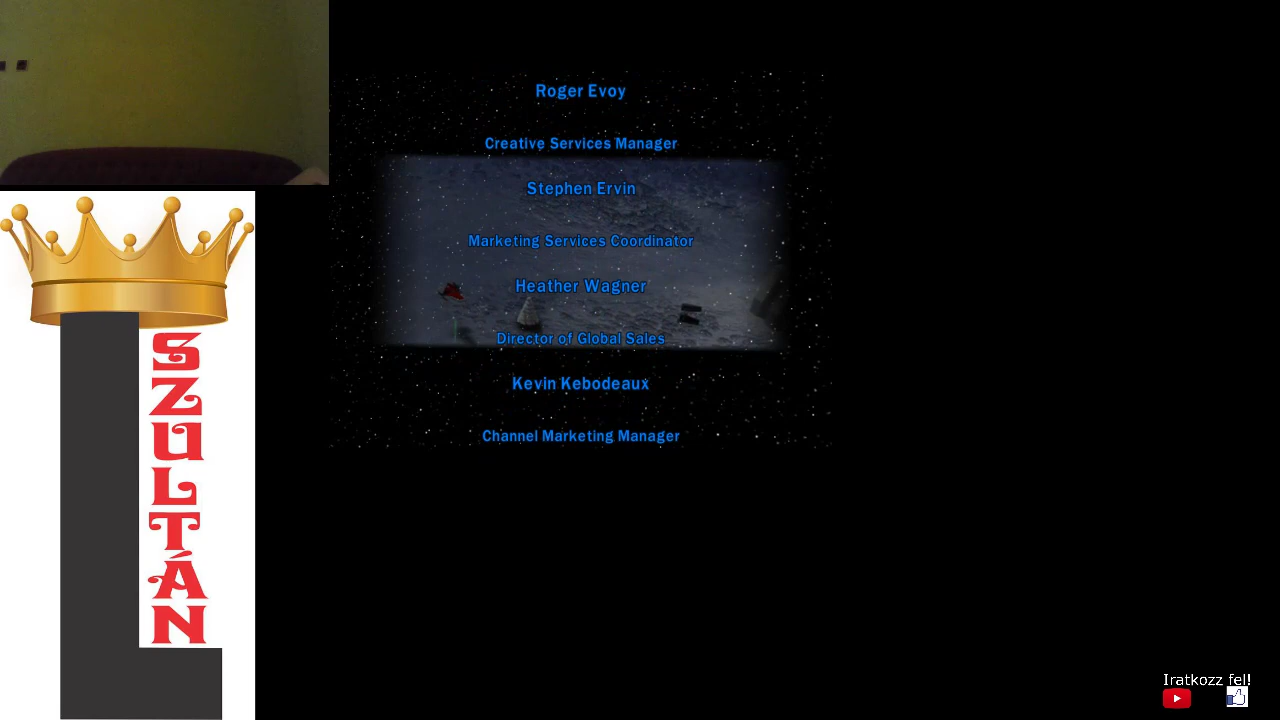 Roger Evoy
Creative Services Manager
Stephen Ervin
Marketing Services Coordinator
Heather Wagner
Director of Global Sales
Kevin Kebodeaux
Channel Marketing Manager
L
SZULTÁN
Iratkozz fel!